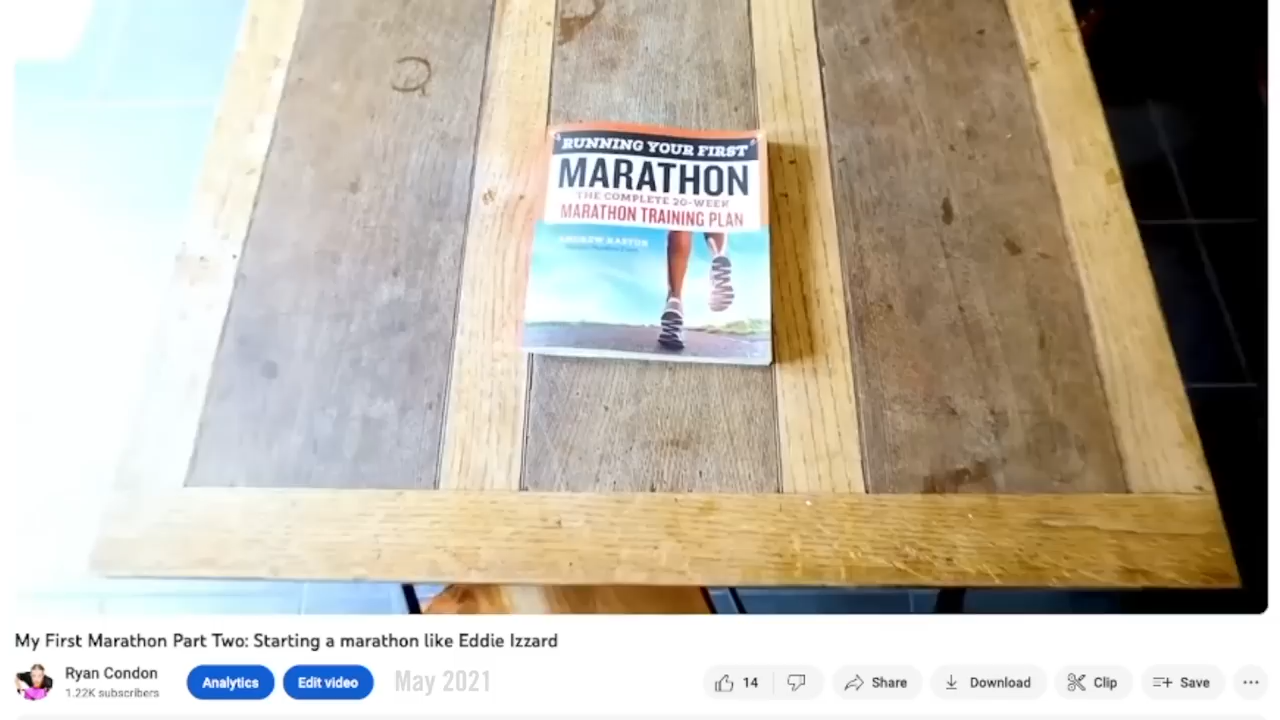 RUNNING YOUR FIRST
MARATHON
THE COMPLETE 20-WEEK
MARATHON TRAINING PLAN
My First Marathon Part Two: Starting a marathon like Eddie Izzard
Ryan Condon
1.22K subscribers
Analytics
Edit video
May 2021
14
Share
Download
Clip
Save